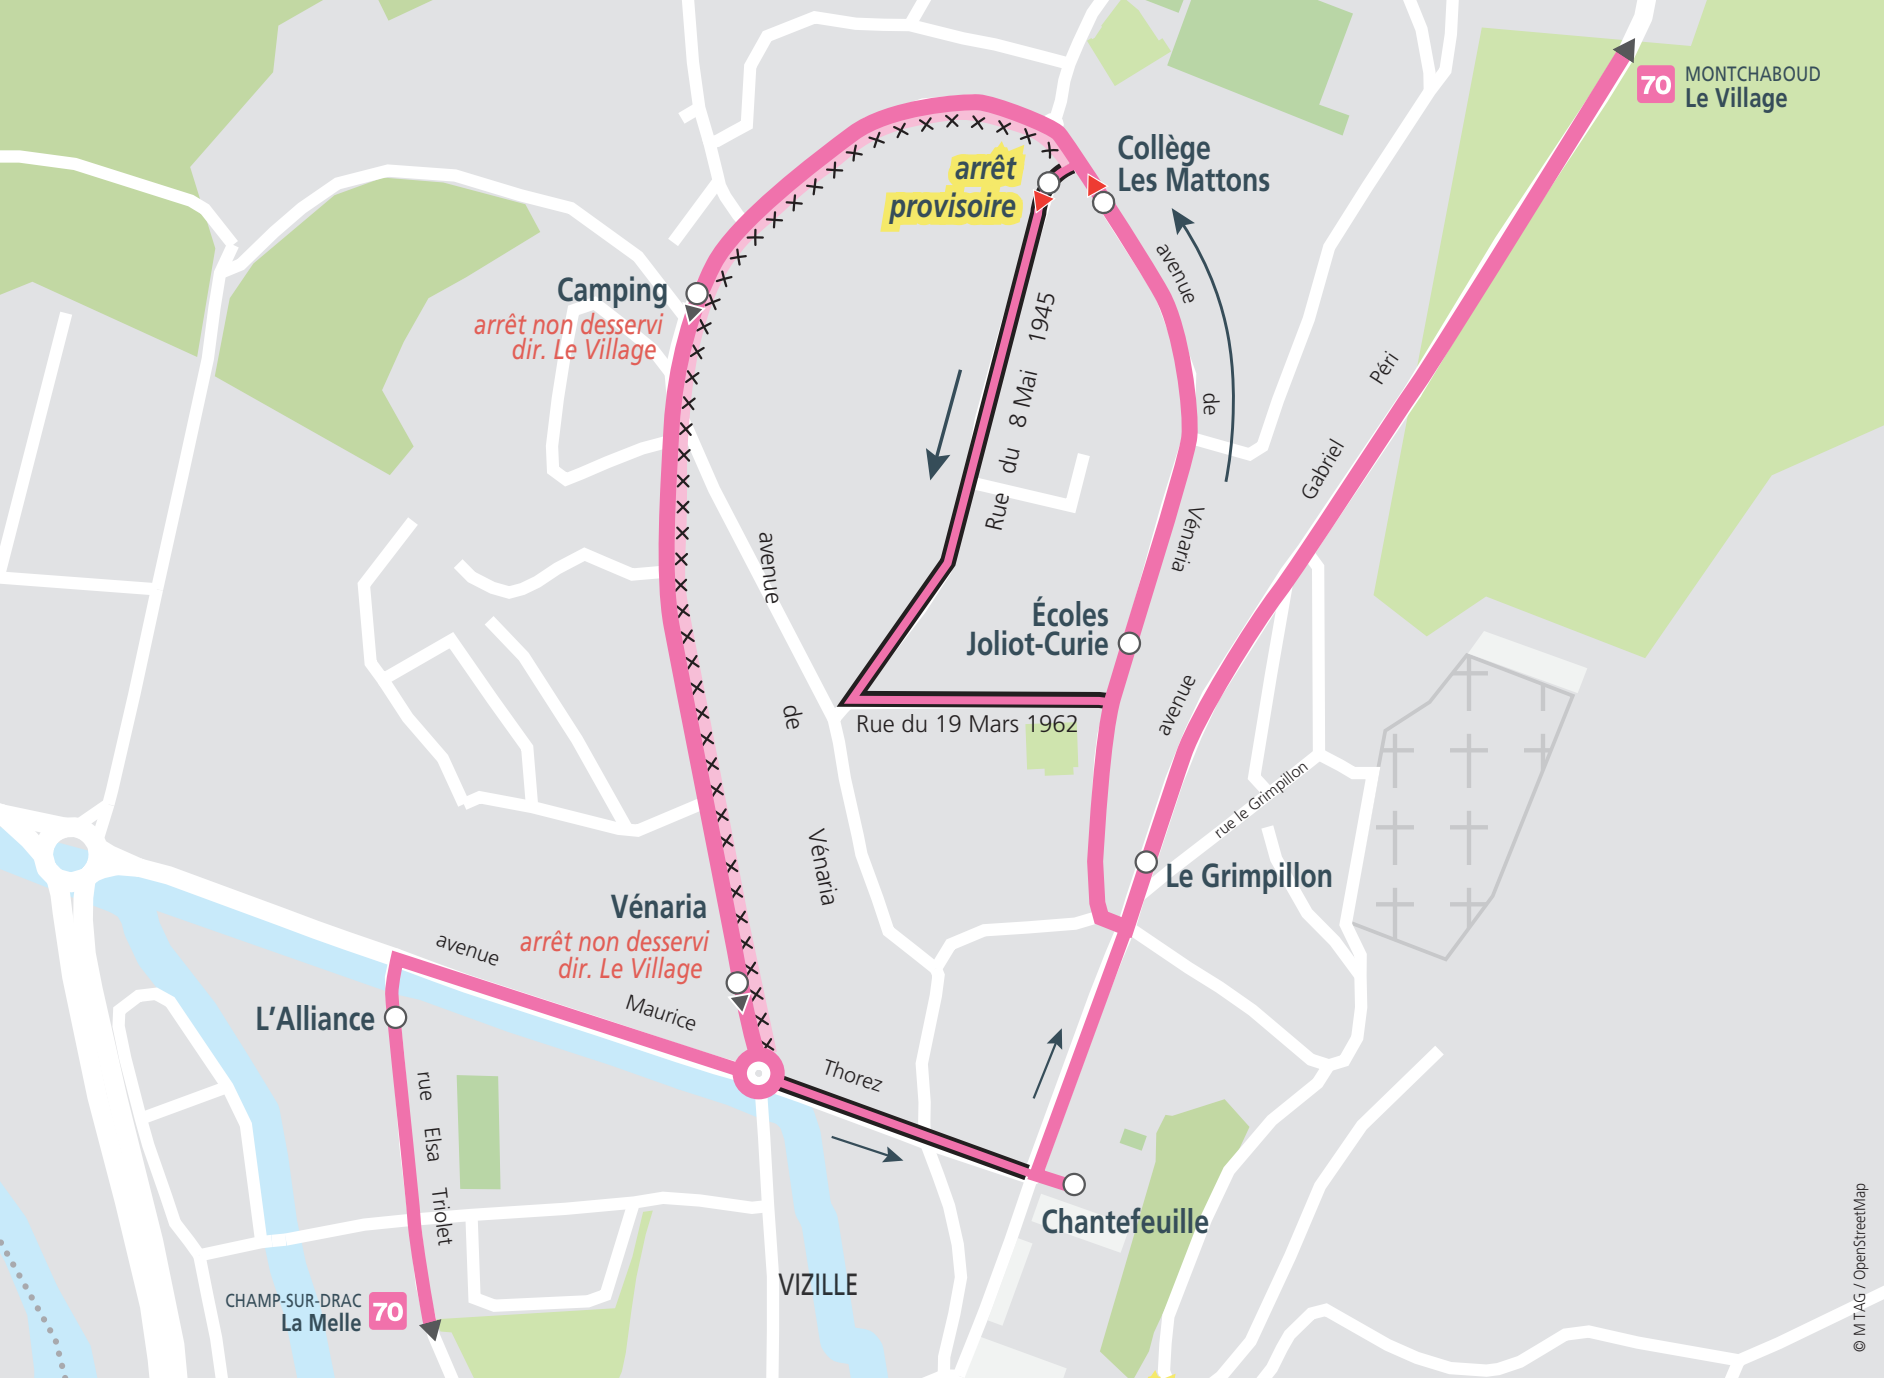 70
MONTCHABOUD
Le Village
Collège
Les Mattons
arrêt
provisoire
Camping
arrêt non desservi
dir. Le Village
avenue de Vénaria
Rue du 8 Mai 1945
avenue Gabriel Péri
avenue de Vénaria
Écoles
Joliot-Curie
Rue du 19 Mars 1962
rue le Grimpillon
Le Grimpillon
Vénaria
arrêt non desservi
dir. Le Village
avenue Maurice Thorez
L’Alliance
rue Elsa Triolet
Chantefeuille
VIZILLE
CHAMP-SUR-DRAC
La Melle
70
© M TAG / OpenStreetMap